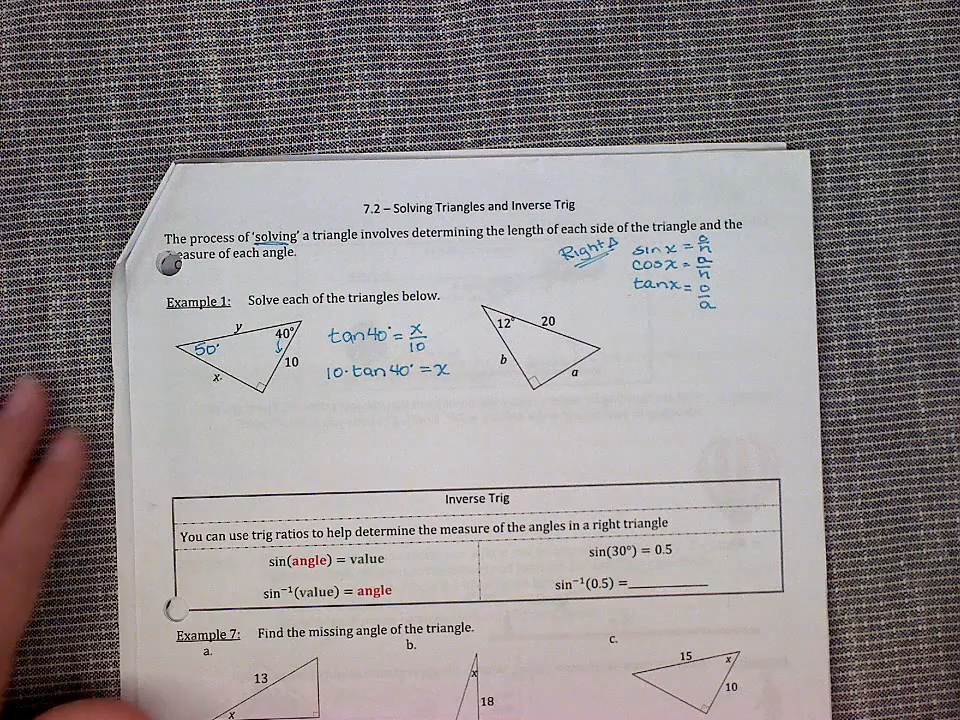 7.2 – Solving Triangles and Inverse Trig
The process of 'solving' a triangle involves determining the length of each side of the triangle and the
easure of each angle.
Right Δ
sin x = o/h
cos x = a/h
tan x = o/a
Example 1: Solve each of the triangles below.
y
40°
50°
10
x
tan 40° = x/10
10 · tan 40° = x
12°
20
b
a
Inverse Trig
You can use trig ratios to help determine the measure of the angles in a right triangle
sin(angle) = value
sin(30°) = 0.5
sin⁻¹(value) = angle
sin⁻¹(0.5) = __________
Example 7: Find the missing angle of the triangle.
a.
b.
c.
13
x
x
18
15
x
10